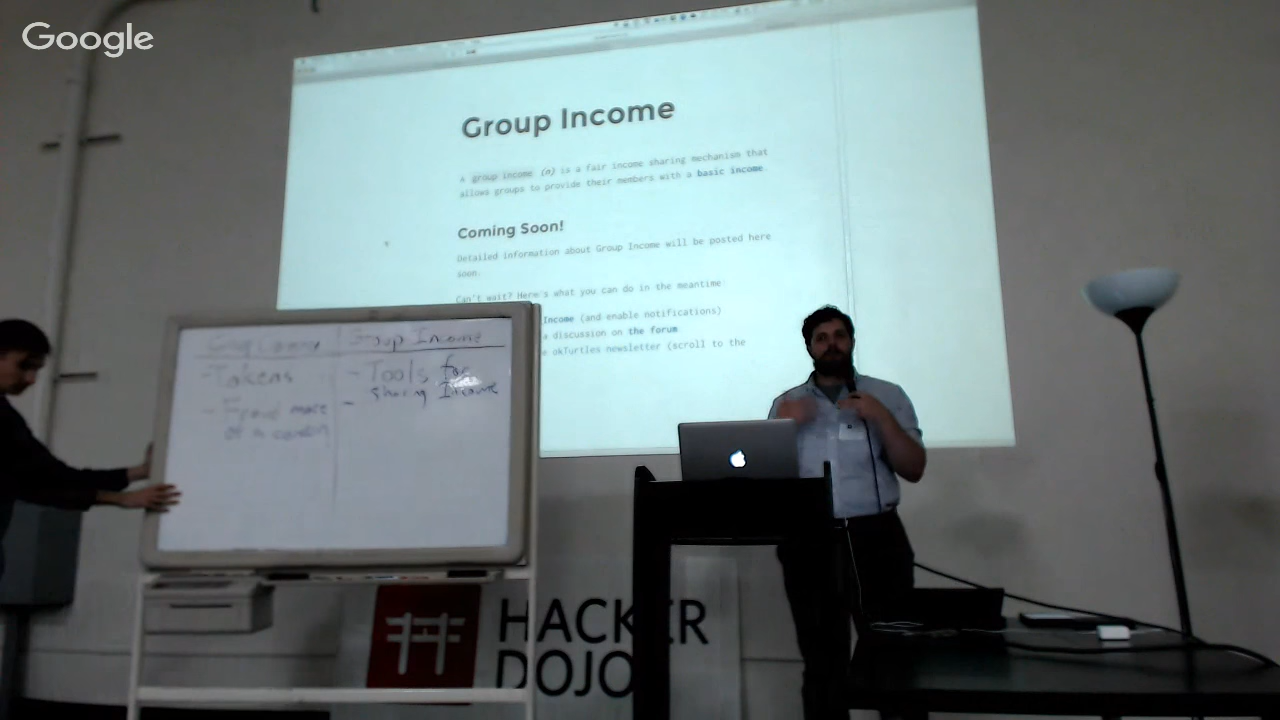 Google
Group Income
A group income (n) is a fair income sharing mechanism that
allows groups to provide their members with a basic income.
Coming Soon!
Detailed information about Group Income will be posted here
soon.
Can't wait? Here's what you can do in the meantime:
Income (and enable notifications)
a discussion on the forum
okTurtles newsletter (scroll to the
Group Income
- Tokens
- Tools for
sharing Income
-
more
HACKER
DOJO